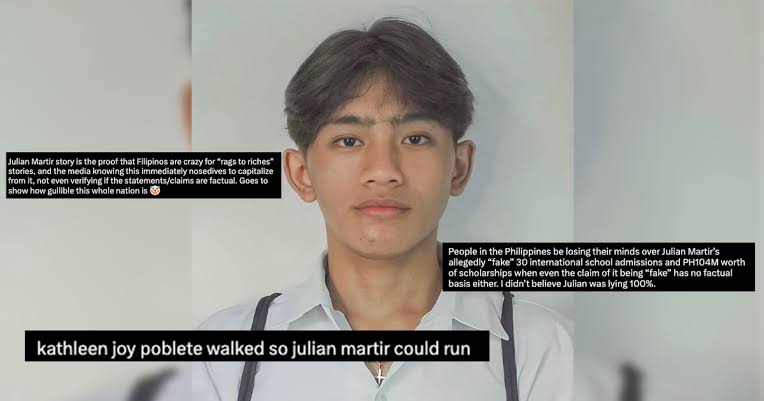 Julian Martir story is the proof that Filipinos are crazy for “rags to riches”
stories, and the media knowing this immediately nosedives to capitalize
from it, not even verifying if the statements/claims are factual. Goes to
show how gullible this whole nation is 🤡
People in the Philippines be losing their minds over Julian Martir's
allegedly “fake” 30 international school admissions and PH104M worth
of scholarships when even the claim of it being “fake” has no factual
basis either. I didn't believe Julian was lying 100%.
kathleen joy poblete walked so julian martir could run